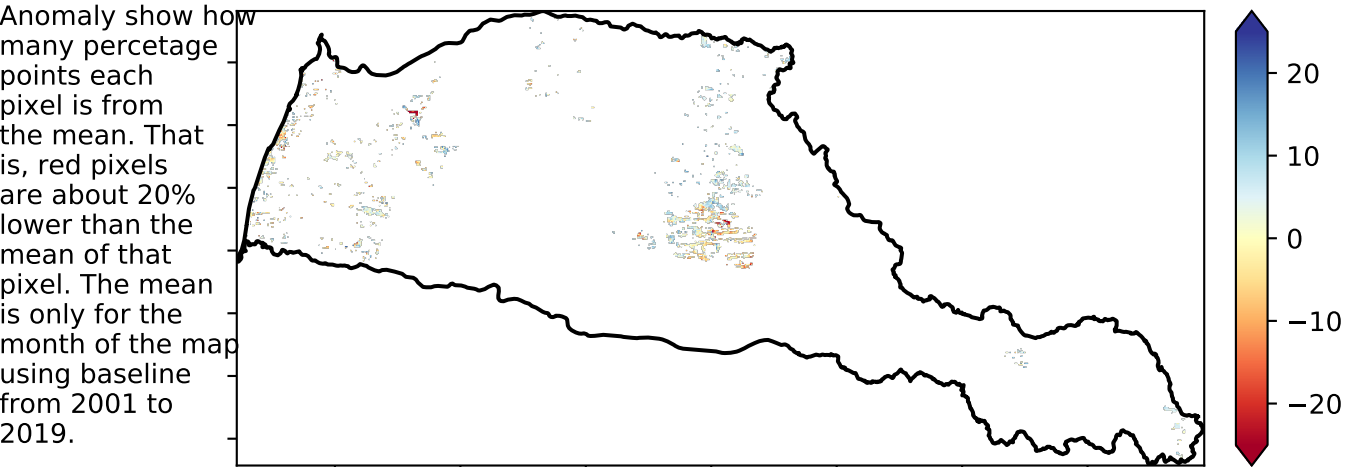 Anomaly show how
many percetage
points each
pixel is from
the mean. That
is, red pixels
are about 20%
lower than the
mean of that
pixel. The mean
is only for the
month of the map
using baseline
from 2001 to
2019.
20
10
0
−10
−20